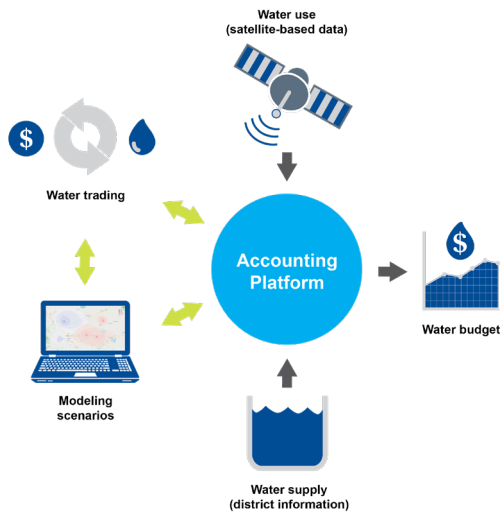 Water use
(satellite-based data)
$
Water trading
Accounting
Platform
$
Water budget
Modeling
scenarios
Water supply
(district information)